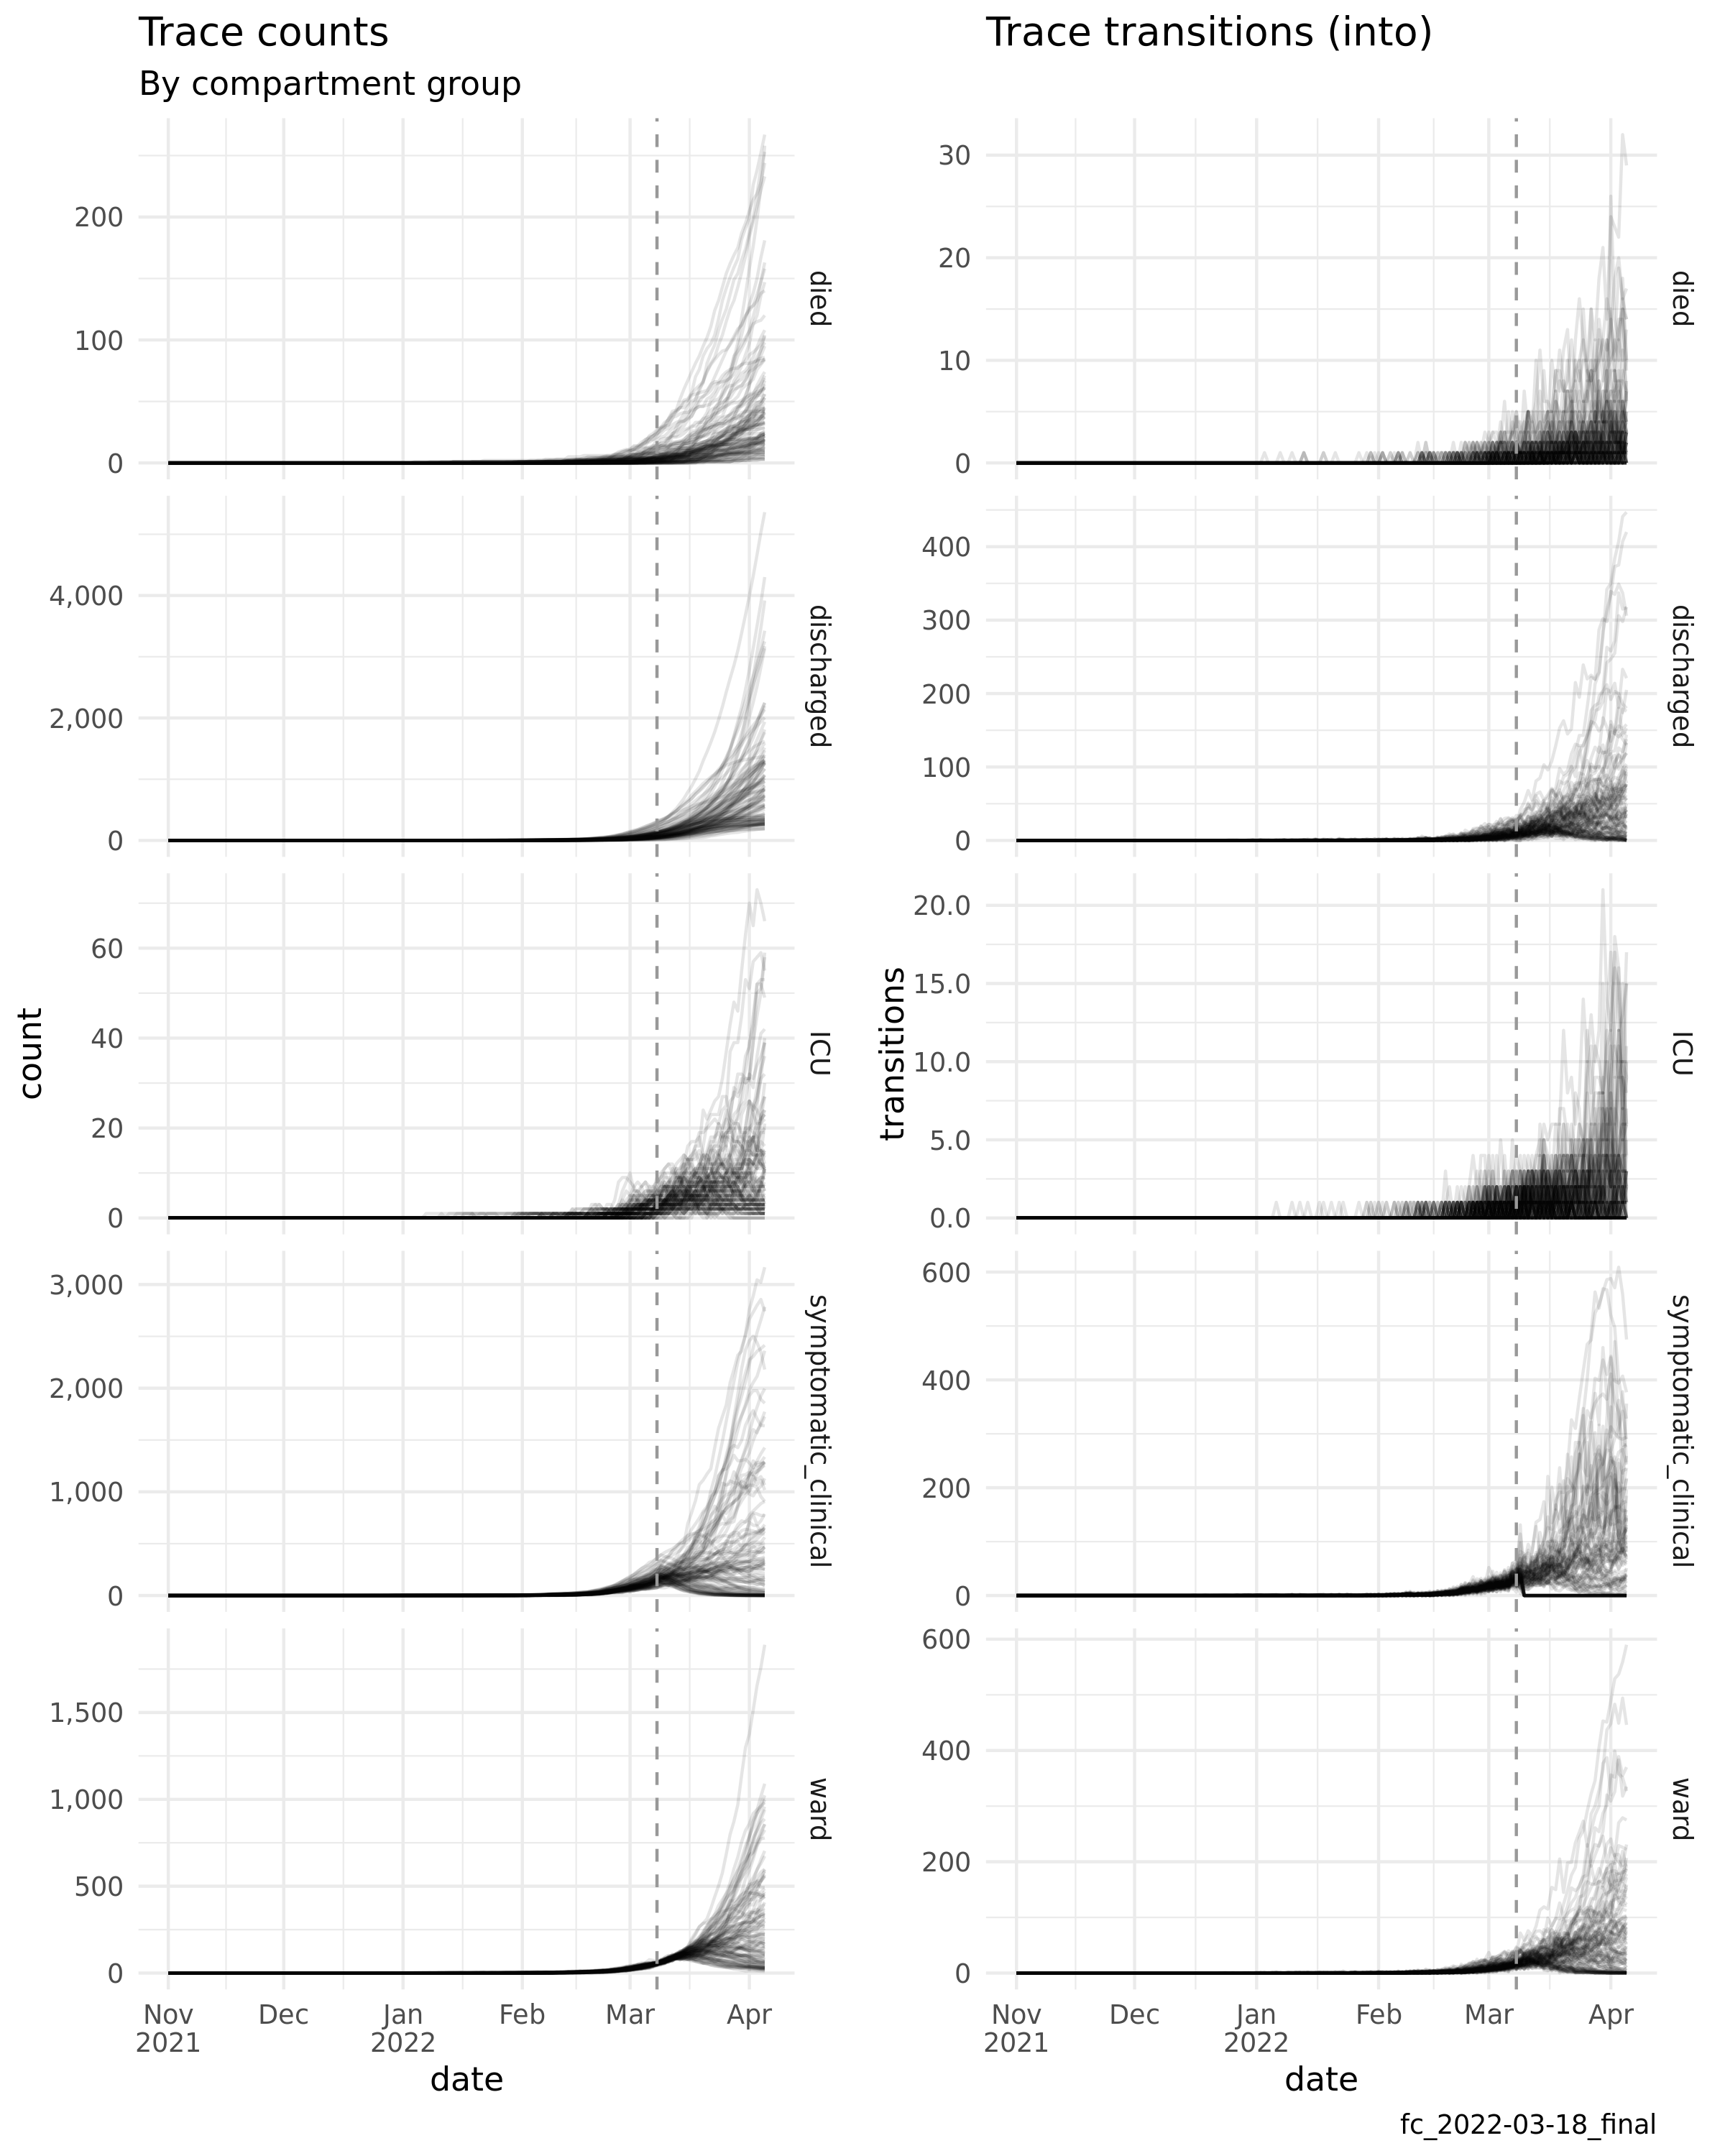 Trace counts
By compartment group
count
200
100
0
died
4,000
2,000
0
discharged
60
40
20
0
ICU
3,000
2,000
1,000
0
symptomatic_clinical
1,500
1,000
500
0
ward
Nov Dec Jan Feb Mar Apr
2021 2022
date
Trace transitions (into)
transitions
30
20
10
0
died
400
300
200
100
0
discharged
20.0
15.0
10.0
5.0
0.0
ICU
600
400
200
0
symptomatic_clinical
600
400
200
0
ward
Nov Dec Jan Feb Mar Apr
2021 2022
date
fc_2022-03-18_final